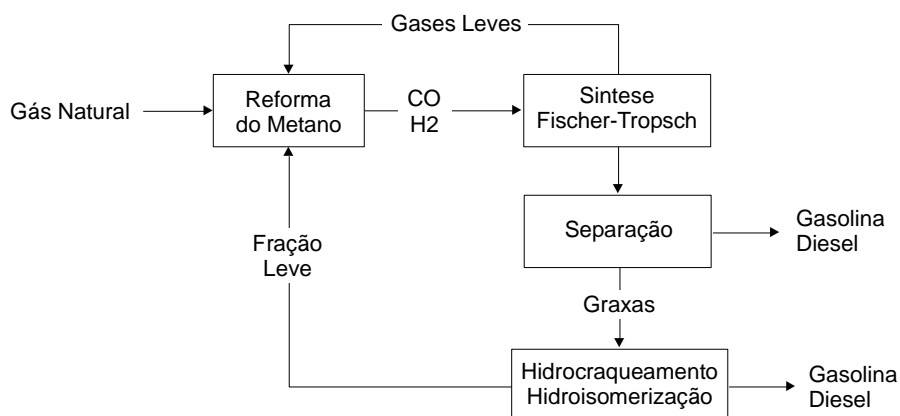 Gases Leves
Gás Natural
Reforma
do Metano
CO
H2
Sintese
Fischer-Tropsch
Separação
Gasolina
Diesel
Fração
Leve
Graxas
Hidrocraqueamento
Hidroisomerização
Gasolina
Diesel